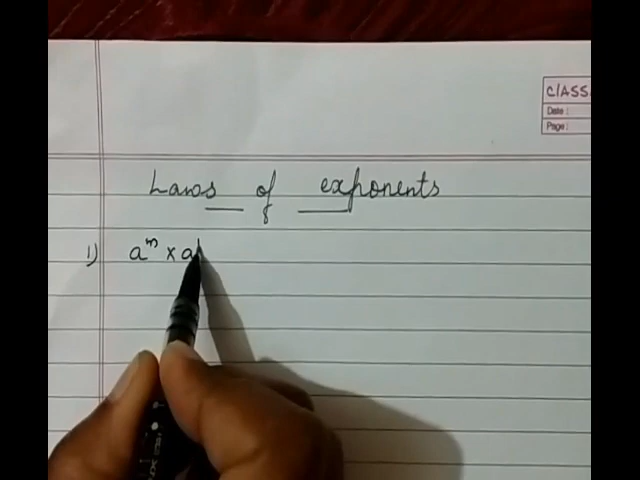 CLASS
Date :
Page :
Laws of exponents
1) aᵐ × a